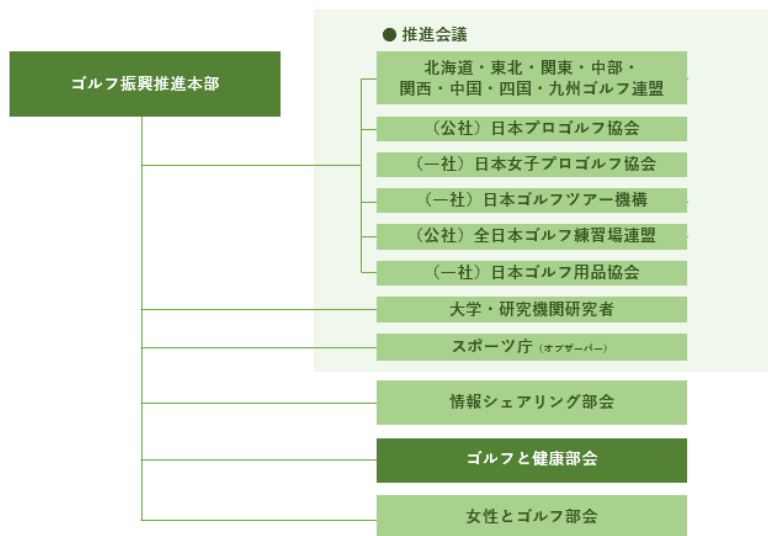 ● 推進会議
ゴルフ振興推進本部
北海道・東北・関東・中部・
関西・中国・四国・九州ゴルフ連盟
（公社）日本プロゴルフ協会
（一社）日本女子プロゴルフ協会
（一社）日本ゴルフツアー機構
（公社）全日本ゴルフ練習場連盟
（一社）日本ゴルフ用品協会
大学・研究機関研究者
スポーツ庁（オブザーバー）
情報シェアリング部会
ゴルフと健康部会
女性とゴルフ部会